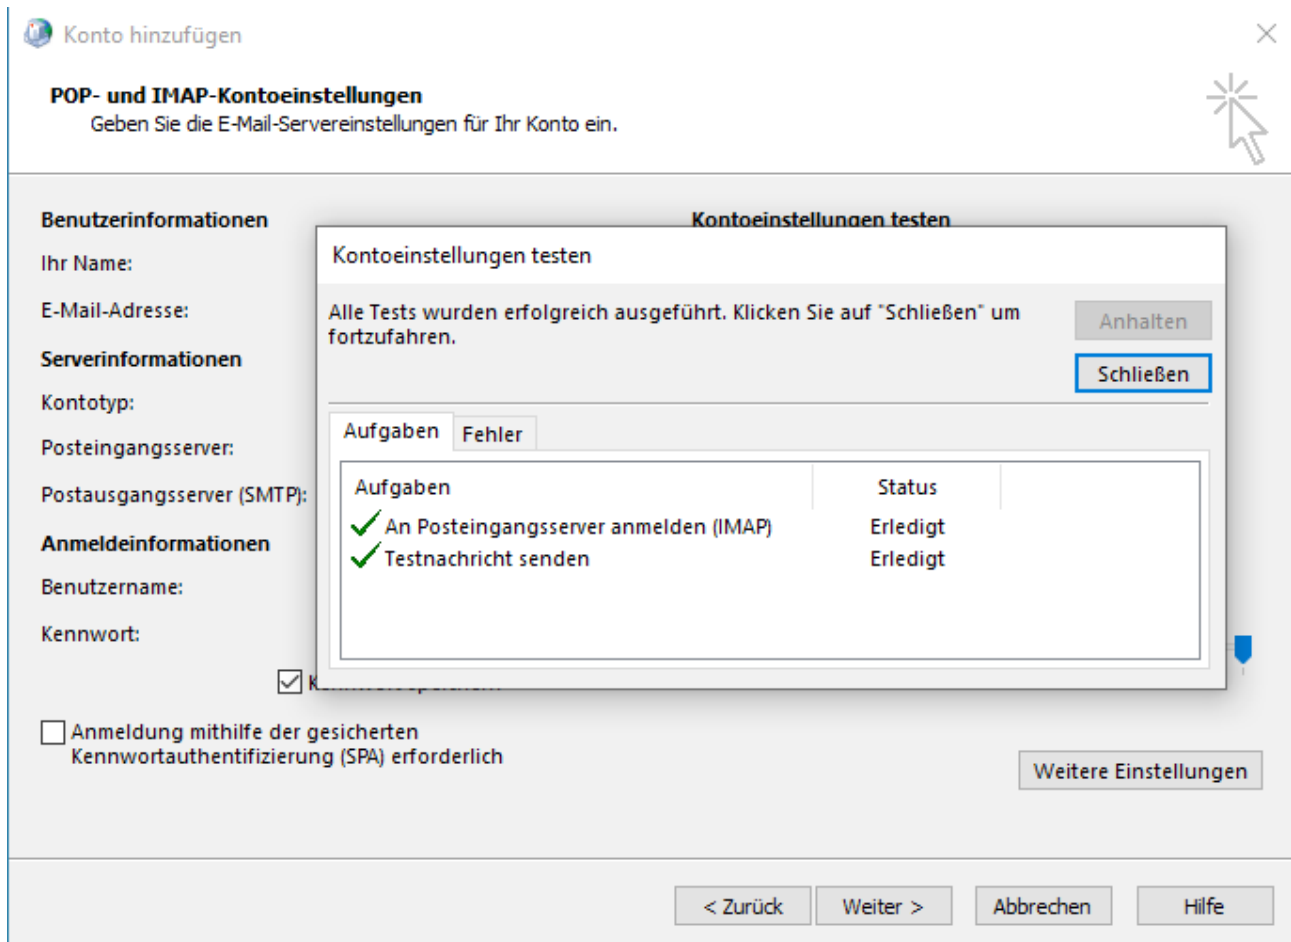 Konto hinzufügen
POP- und IMAP-Kontoeinstellungen
Geben Sie die E-Mail-Servereinstellungen für Ihr Konto ein.
Benutzerinformationen
Ihr Name:
E-Mail-Adresse:
Serverinformationen
Kontotyp:
Posteingangsserver:
Postausgangsserver (SMTP):
Anmeldeinformationen
Benutzername:
Kennwort:
Anmeldung mithilfe der gesicherten
Kennwortauthentifizierung (SPA) erforderlich
Kontoeinstellungen testen
Kontoeinstellungen testen
Alle Tests wurden erfolgreich ausgeführt. Klicken Sie auf "Schließen" um
fortzufahren.
Anhalten
Schließen
Aufgaben Fehler
Aufgaben Status
An Posteingangsserver anmelden (IMAP) Erledigt
Testnachricht senden Erledigt
Weitere Einstellungen
< Zurück Weiter > Abbrechen Hilfe